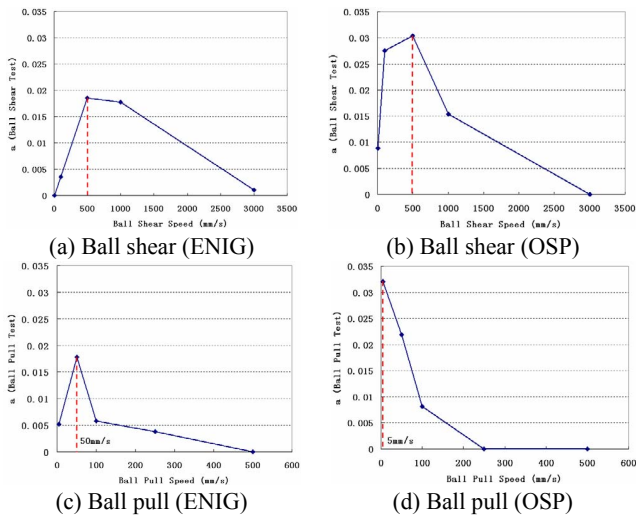 0.035
0.03
0.025
0.02
0.015
0.01
0.005
0
a (Ball Shear Test)
0 500 1000 1500 2000 2500 3000 3500
Ball Shear Speed (mm/s)
(a) Ball shear (ENIG)
0.035
0.03
0.025
0.02
0.015
0.01
0.005
0
a (Ball Shear Test)
0 500 1000 1500 2000 2500 3000 3500
Ball Shear Speed (mm/s)
(b) Ball shear (OSP)
0.035
0.03
0.025
0.02
0.015
0.01
0.005
0
a (Ball Pull Test)
50mm/s
0 100 200 300 400 500 600
Ball Pull Speed (mm/s)
(c) Ball pull (ENIG)
0.035
0.03
0.025
0.02
0.015
0.01
0.005
0
a (Ball Pull Test)
5mm/s
0 100 200 300 400 500 600
Ball Pull Speed (mm/s)
(d) Ball pull (OSP)